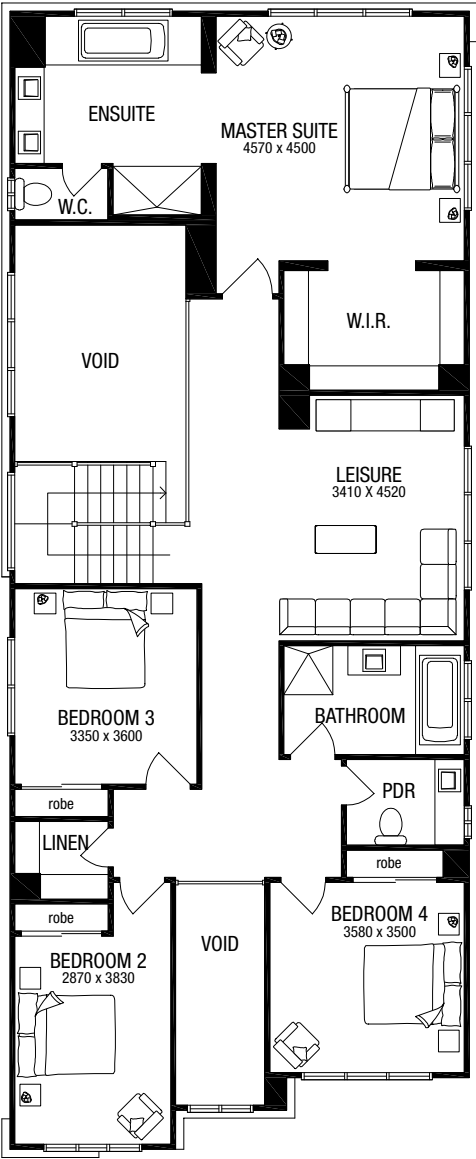 ENSUITE
MASTER SUITE
4570 x 4500
W.C.
W.I.R.
VOID
LEISURE
3410 X 4520
BEDROOM 3
3350 x 3600
BATHROOM
robe
PDR
LINEN
robe
robe
BEDROOM 4
3580 x 3500
VOID
BEDROOM 2
2870 x 3830